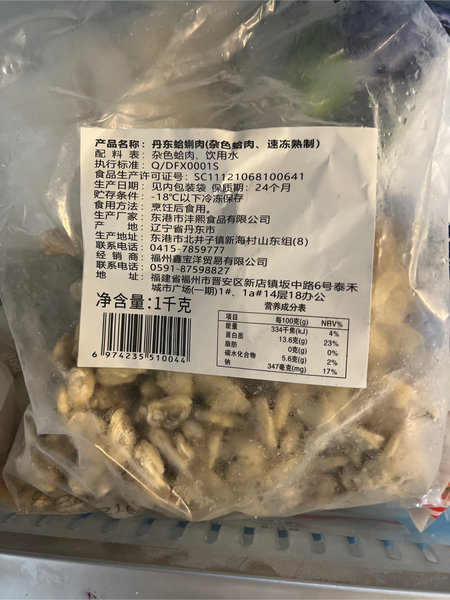 产品名称：丹东蛤蜊肉(杂色蛤肉、速冻熟制)
配料表：杂色蛤肉、饮用水
执行标准：Q/DFX0001S
食品生产许可证号：SC11121068100641
生产日期：见内包装袋 保质期：24个月
贮存条件：-18℃以下冷冻保存
食用方法：烹饪后食用。
生产厂家：东港市沣熙食品有限公司
产地：辽宁省丹东市
地址：东港市北井子镇新海村山东组(8)
联系电话：0415-7859777
经销商：福州鑫宝洋贸易有限公司
联系电话：0591-87598827
地址：福建省福州市晋安区新店镇坂中路6号泰禾
城市广场(一期)1#、1a#14层18办公
净含量:1千克
营养成分表
项目 每100克(g) NRV%
能量 334千焦(kJ) 4%
蛋白质 13.6克(g) 23%
脂肪 0克(g) 0%
碳水化合物 5.6克(g) 2%
钠 347毫克(mg) 17%
6 974235 510044